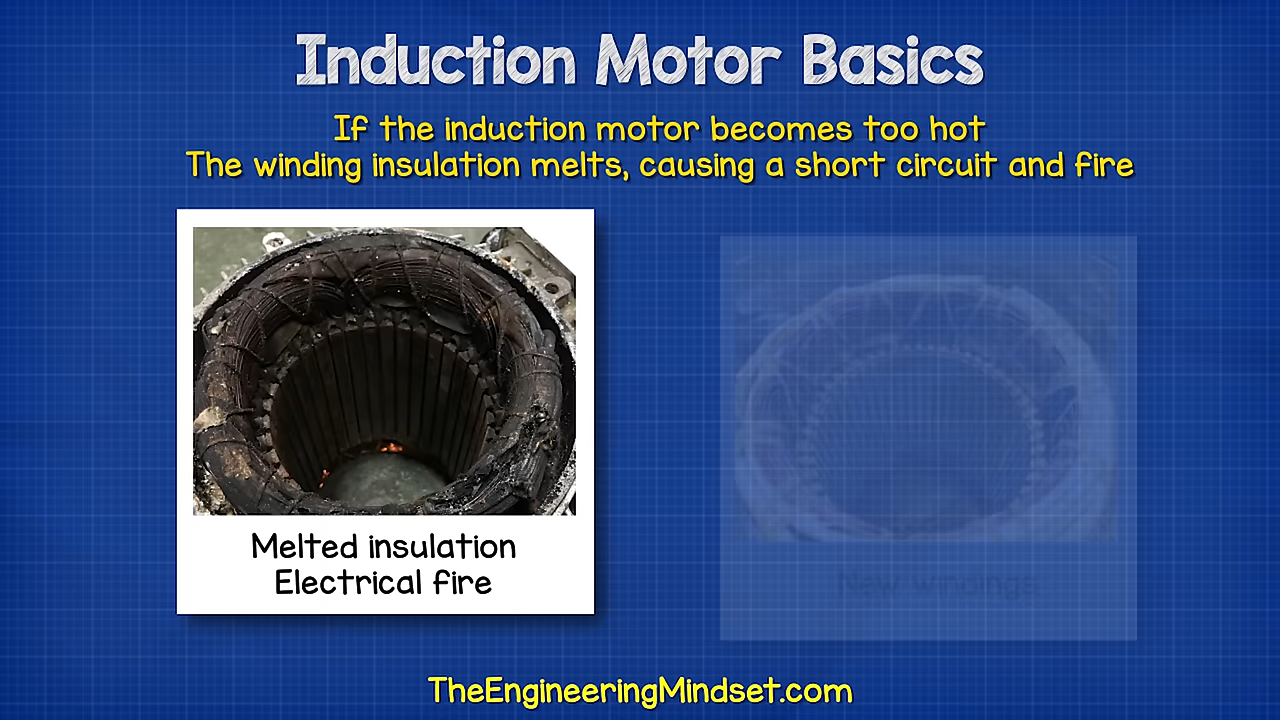 Induction Motor Basics
If the induction motor becomes too hot
The winding insulation melts, causing a short circuit and fire
Melted insulation
Electrical fire
windings
TheEngineeringMindset.com